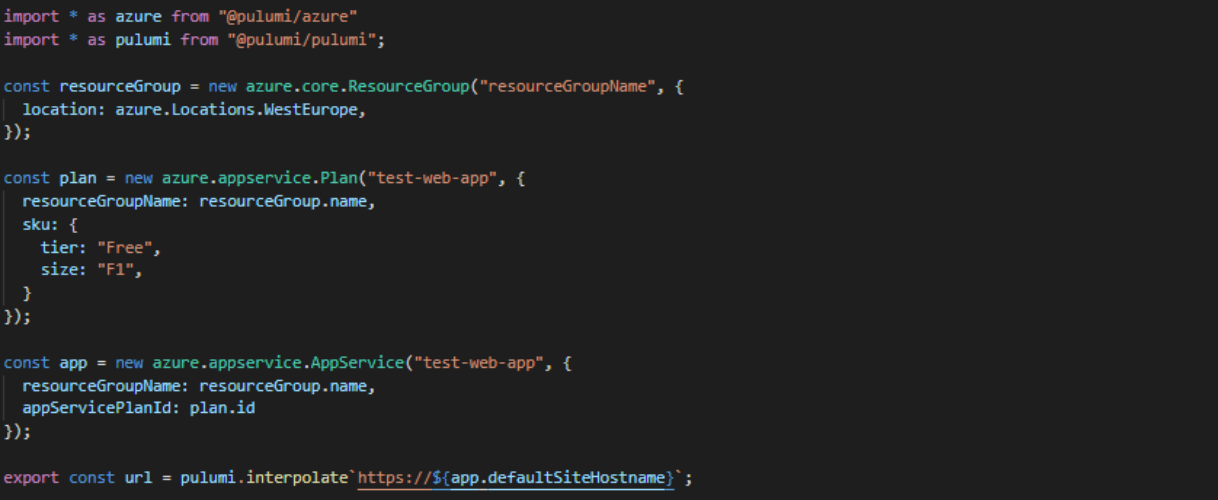 import * as azure from "@pulumi/azure"
import * as pulumi from "@pulumi/pulumi";
const resourceGroup = new azure.core.ResourceGroup("resourceGroupName", {
  location: azure.Locations.WestEurope,
});
const plan = new azure.appservice.Plan("test-web-app", {
  resourceGroupName: resourceGroup.name,
  sku: {
    tier: "Free",
    size: "F1",
  }
});
const app = new azure.appservice.AppService("test-web-app", {
  resourceGroupName: resourceGroup.name,
  appServicePlanId: plan.id
});
export const url = pulumi.interpolate`https://${app.defaultSiteHostname}`;